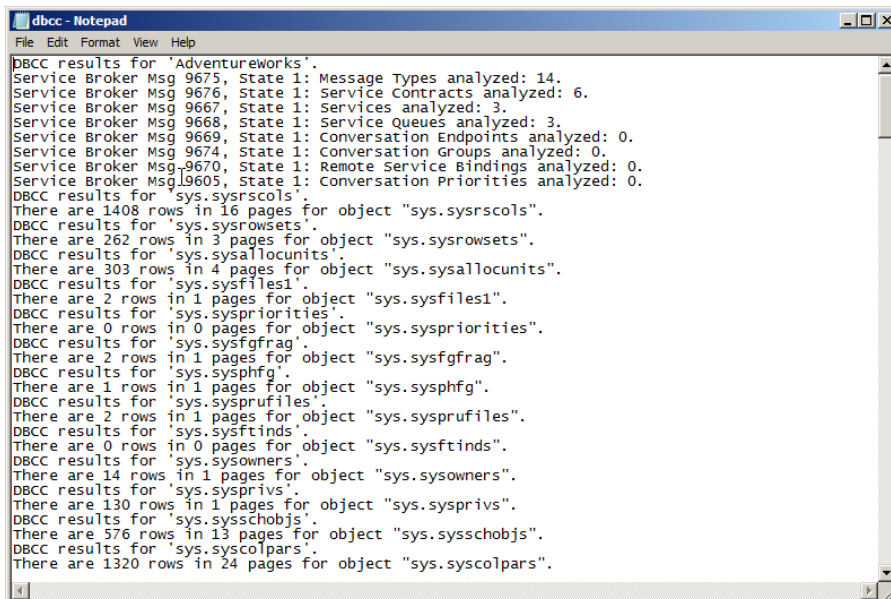 dbcc - Notepad
File Edit Format View Help
DBCC results for 'AdventureWorks'.
Service Broker Msg 9675, State 1: Message Types analyzed: 14.
Service Broker Msg 9676, State 1: Service Contracts analyzed: 6.
Service Broker Msg 9667, State 1: Services analyzed: 3.
Service Broker Msg 9668, State 1: Service Queues analyzed: 3.
Service Broker Msg 9669, State 1: Conversation Endpoints analyzed: 0.
Service Broker Msg 9674, State 1: Conversation Groups analyzed: 0.
Service Broker Msg 9670, State 1: Remote Service Bindings analyzed: 0.
Service Broker Msg 9605, State 1: Conversation Priorities analyzed: 0.
DBCC results for 'sys.sysrscols'.
There are 1408 rows in 16 pages for object "sys.sysrscols".
DBCC results for 'sys.sysrowsets'.
There are 262 rows in 3 pages for object "sys.sysrowsets".
DBCC results for 'sys.sysallocunits'.
There are 303 rows in 4 pages for object "sys.sysallocunits".
DBCC results for 'sys.sysfiles1'.
There are 2 rows in 1 pages for object "sys.sysfiles1".
DBCC results for 'sys.syspriorities'.
There are 0 rows in 0 pages for object "sys.syspriorities".
DBCC results for 'sys.sysfgfrag'.
There are 2 rows in 1 pages for object "sys.sysfgfrag".
DBCC results for 'sys.sysphfg'.
There are 1 rows in 1 pages for object "sys.sysphfg".
DBCC results for 'sys.sysprufiles'.
There are 2 rows in 1 pages for object "sys.sysprufiles".
DBCC results for 'sys.sysftinds'.
There are 0 rows in 0 pages for object "sys.sysftinds".
DBCC results for 'sys.sysowners'.
There are 14 rows in 1 pages for object "sys.sysowners".
DBCC results for 'sys.sysprivs'.
There are 130 rows in 1 pages for object "sys.sysprivs".
DBCC results for 'sys.sysschobjs'.
There are 576 rows in 13 pages for object "sys.sysschobjs".
DBCC results for 'sys.syscolpars'.
There are 1320 rows in 24 pages for object "sys.syscolpars".